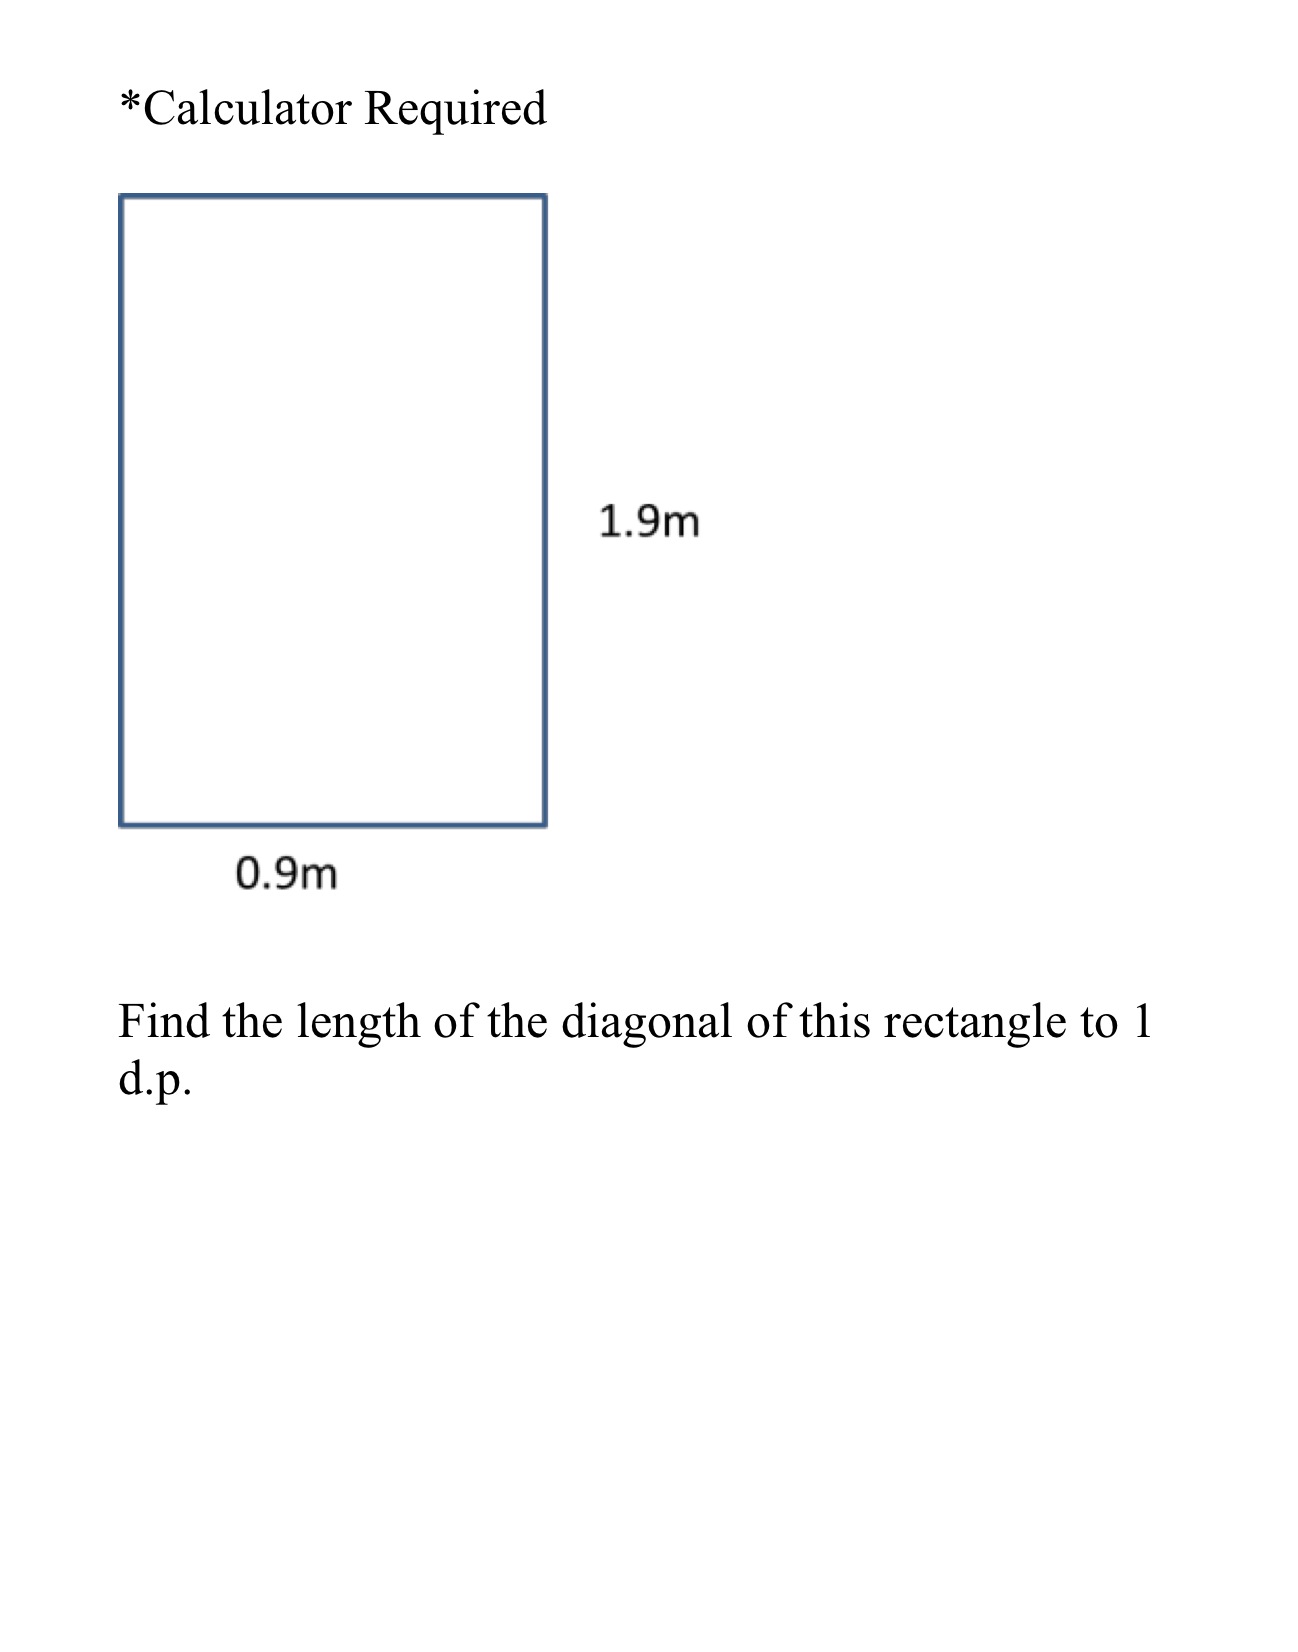 *Calculator Required
1.9m
0.9m
Find the length of the diagonal of this rectangle to 1
d.p.